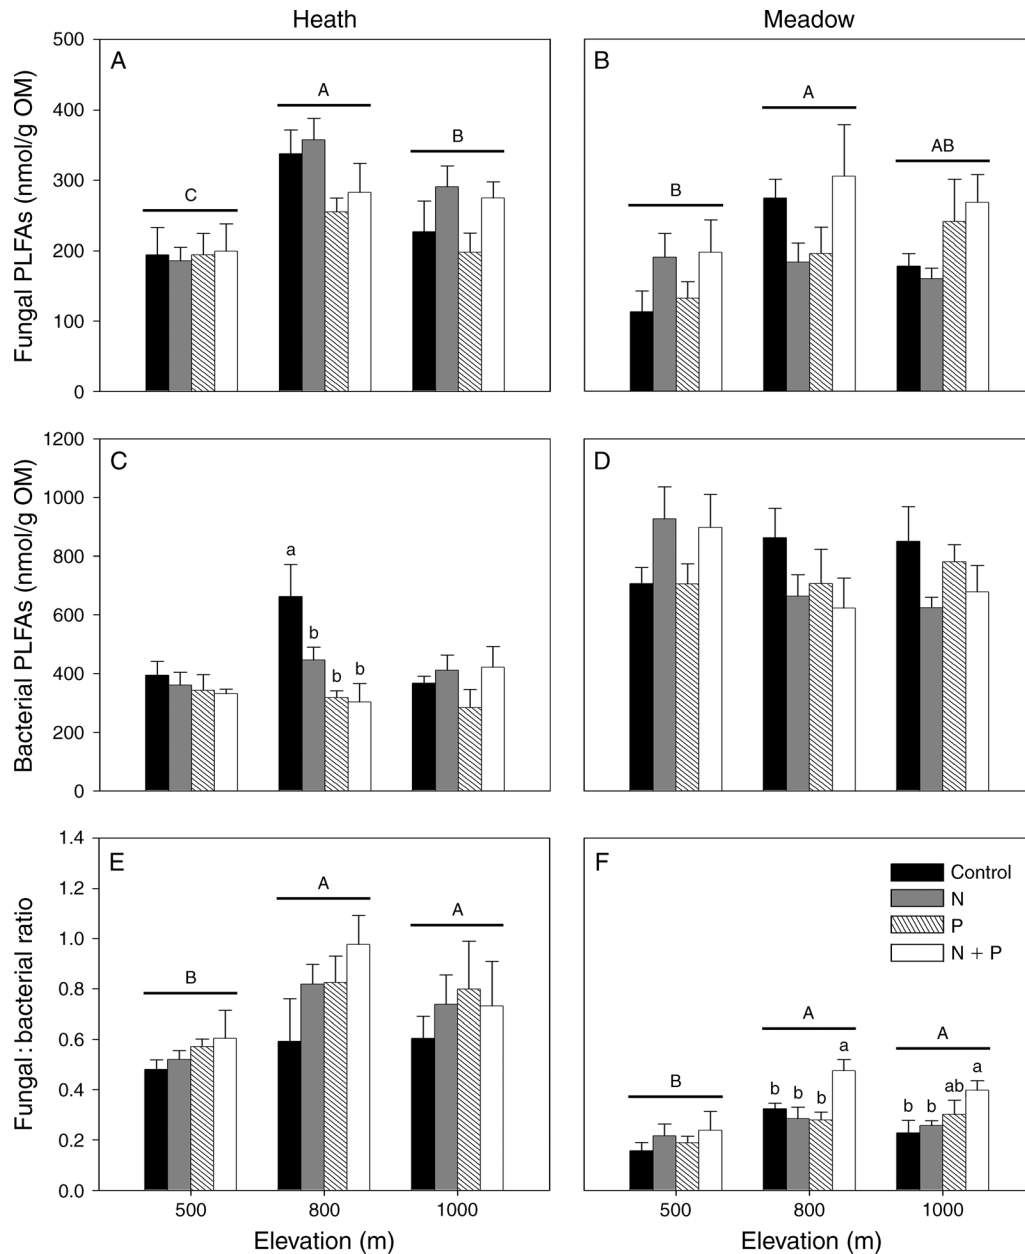 Heath
Meadow
Fungal PLFAs (nmol/g OM)
500
400
300
200
100
0
A
C
A
B
B
B
A
AB
Bacterial PLFAs (nmol/g OM)
1200
1000
800
600
400
200
0
C
a
b
b
b
D
Fungal : bacterial ratio
1.4
1.2
1.0
0.8
0.6
0.4
0.2
0.0
E
B
A
A
500
800
1000
Elevation (m)
F
Control
N
P
N + P
B
A
b
b
b
a
A
b
b
ab
a
500
800
1000
Elevation (m)